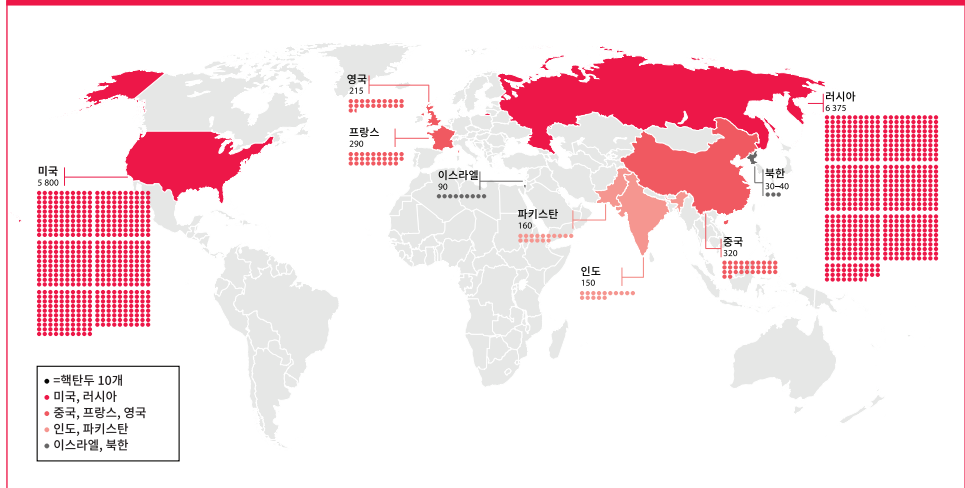 영국
215
프랑스
290
미국
5 800
이스라엘
90
파키스탄
160
인도
150
러시아
6 375
북한
30–40
중국
320
=핵탄두 10개
미국, 러시아
중국, 프랑스, 영국
인도, 파키스탄
이스라엘, 북한